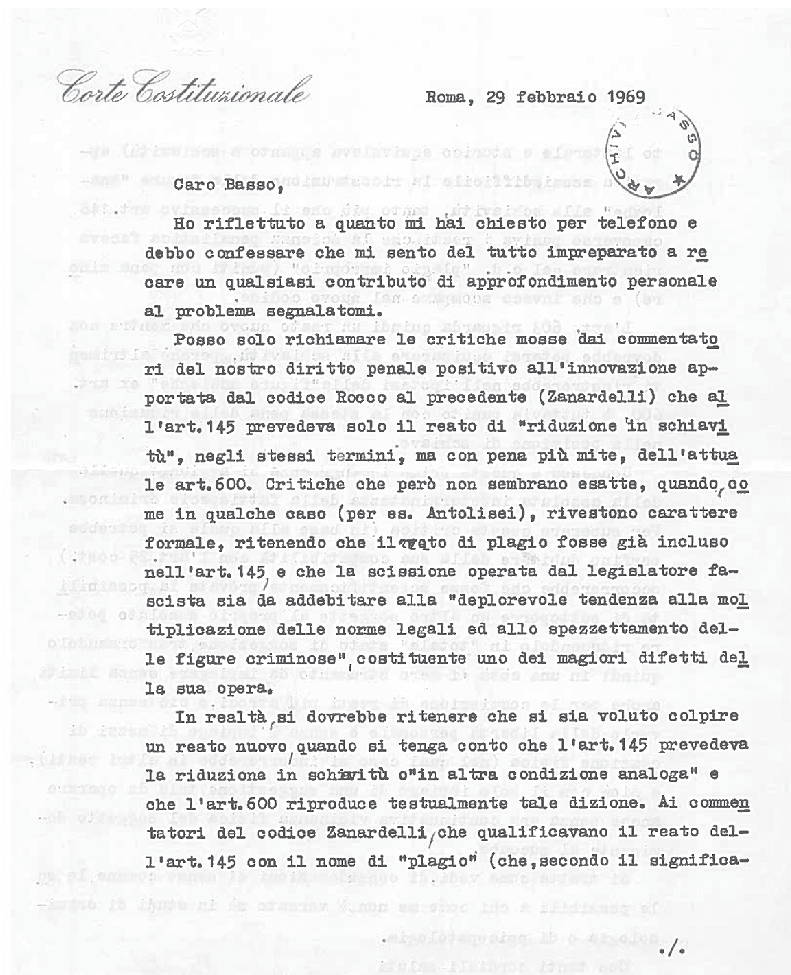 Corte Costituzionale
Roma, 29 febbraio 1969
ARCHIVI BASSO ★
Caro Basso,
Ho riflettuto a quanto mi hai chiesto per telefono e
debbo confessare che mi sento del tutto impreparato a re
care un qualsiasi contributo di approfondimento personale
al problema segnalatomi.
Posso solo richiamare le critiche mosse dai commentato
ri del nostro diritto penale positivo all'innovazione ap-
portata dal codice Rocco al precedente (Zanardelli) che al
l'art.145 prevedeva solo il reato di "riduzione in schiavi
tù", negli stessi termini, ma con pena più mite, dell'attua
le art.600. Critiche che però non sembrano esatte, quando, co
me in qualche caso (per es. Antolisei), rivestono carattere
formale, ritenendo che il reato di plagio fosse già incluso
nell'art.145, e che la scissione operata dal legislatore fa-
scista sia da addebitare alla "deplorevole tendenza alla mol
tiplicazione delle norme legali ed allo spezzettamento del-
le figure criminose", costituente uno dei magiori difetti del
la sua opera.
In realtà, si dovrebbe ritenere che si sia voluto colpire
un reato nuovo, quando si tenga conto che l'art.145 prevedeva
la riduzione in schiavitù o"in altra condizione analoga" e
che l'art.600 riproduce testualmente tale dizione. Ai commen
tatori del codice Zanardelli, che qualificavano il reato del-
l'art.145 con il nome di "plagio" (che, secondo il significa-
./.